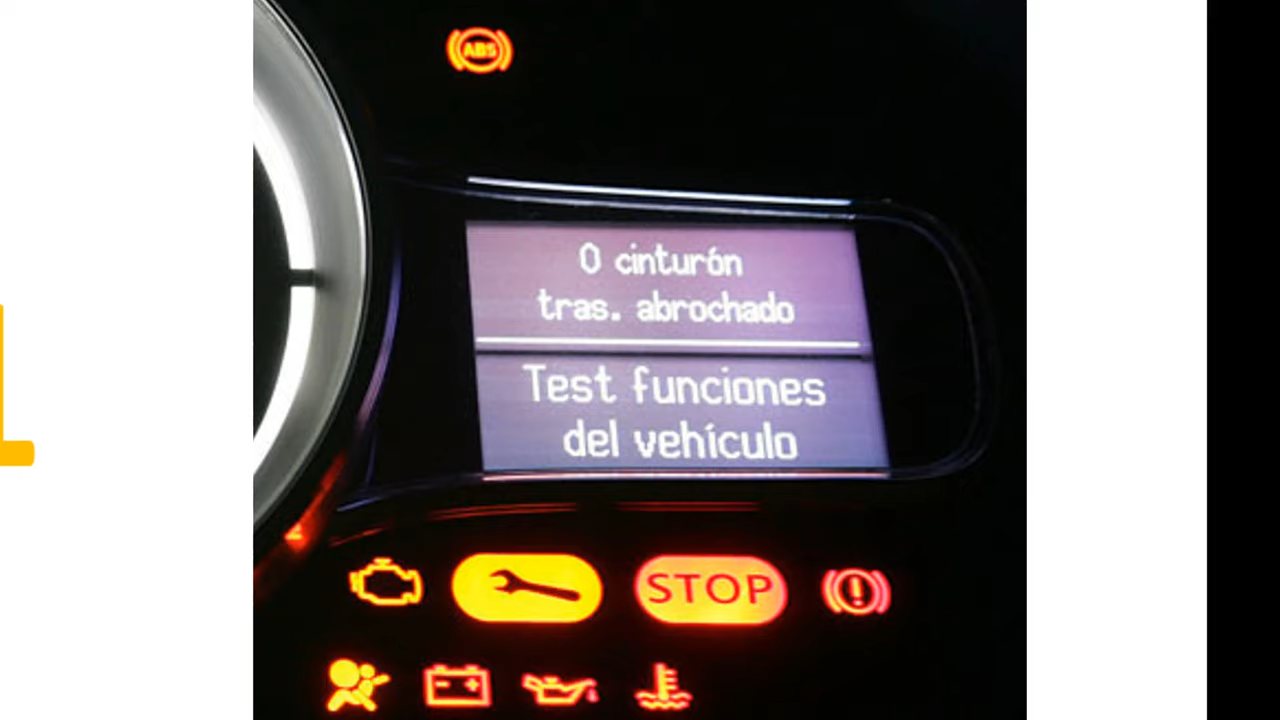 ABS
0 cinturón
tras. abrochado
Test funciones
del vehículo
STOP